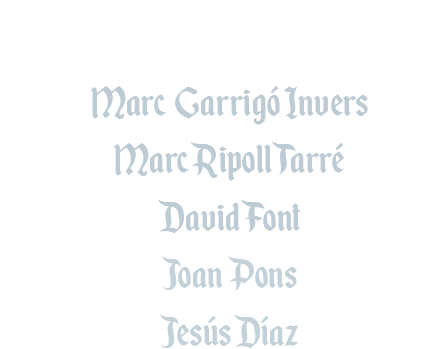 Marc Garrigó Invers
Marc Ripoll Tarré
David Font
Joan Pons
Jesús Díaz